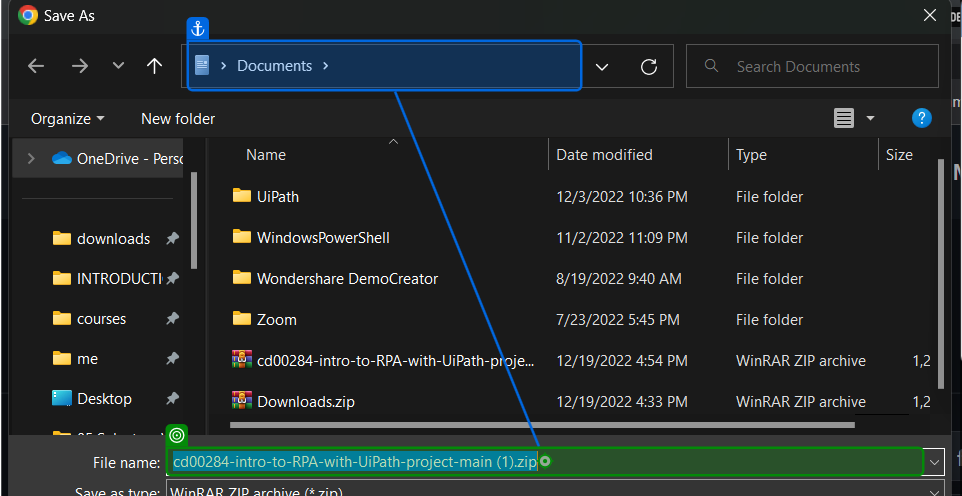 Save As
Documents
Search Documents
Organize
New folder
Name
Date modified
Type
Size
OneDrive - Perso
downloads
INTRODUCTI
courses
me
Desktop
UiPath 12/3/2022 10:36 PM File folder
WindowsPowerShell 11/2/2022 11:09 PM File folder
Wondershare DemoCreator 8/19/2022 9:40 AM File folder
Zoom 7/23/2022 5:45 PM File folder
cd00284-intro-to-RPA-with-UiPath-proje... 12/19/2022 4:54 PM WinRAR ZIP archive 1,2
Downloads.zip 12/19/2022 4:33 PM WinRAR ZIP archive 1,2
File name: cd00284-intro-to-RPA-with-UiPath-project-main (1).zip
Save as type: WinRAR ZIP archive (*.zip)